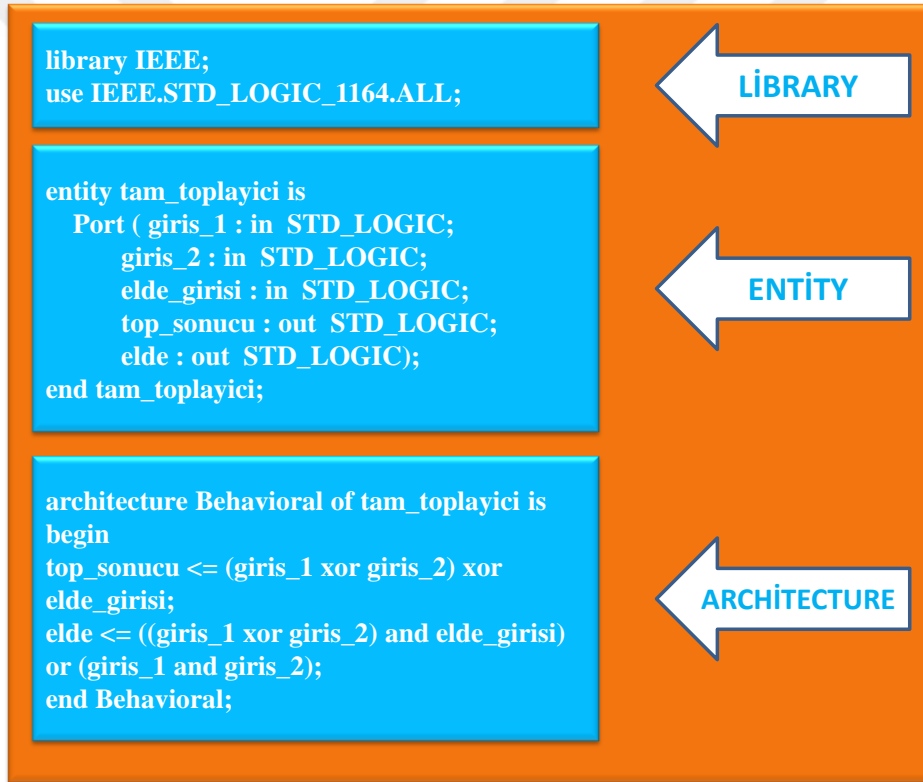 library IEEE;
use IEEE.STD_LOGIC_1164.ALL;
LİBRARY
entity tam_toplayici is
Port ( giris_1 : in STD_LOGIC;
giris_2 : in STD_LOGIC;
elde_girisi : in STD_LOGIC;
top_sonucu : out STD_LOGIC;
elde : out STD_LOGIC);
end tam_toplayici;
ENTİTY
architecture Behavioral of tam_toplayici is
begin
top_sonucu <= (giris_1 xor giris_2) xor
elde_girisi;
elde <= ((giris_1 xor giris_2) and elde_girisi)
or (giris_1 and giris_2);
end Behavioral;
ARCHİTECTURE